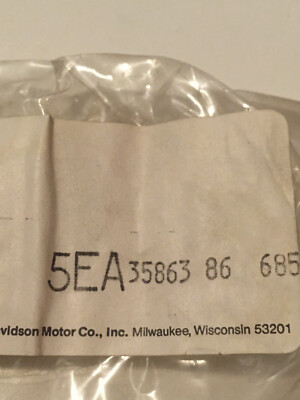 5EA 35863 86 685
vidson Motor Co., Inc. Milwaukee, Wisconsin 53201